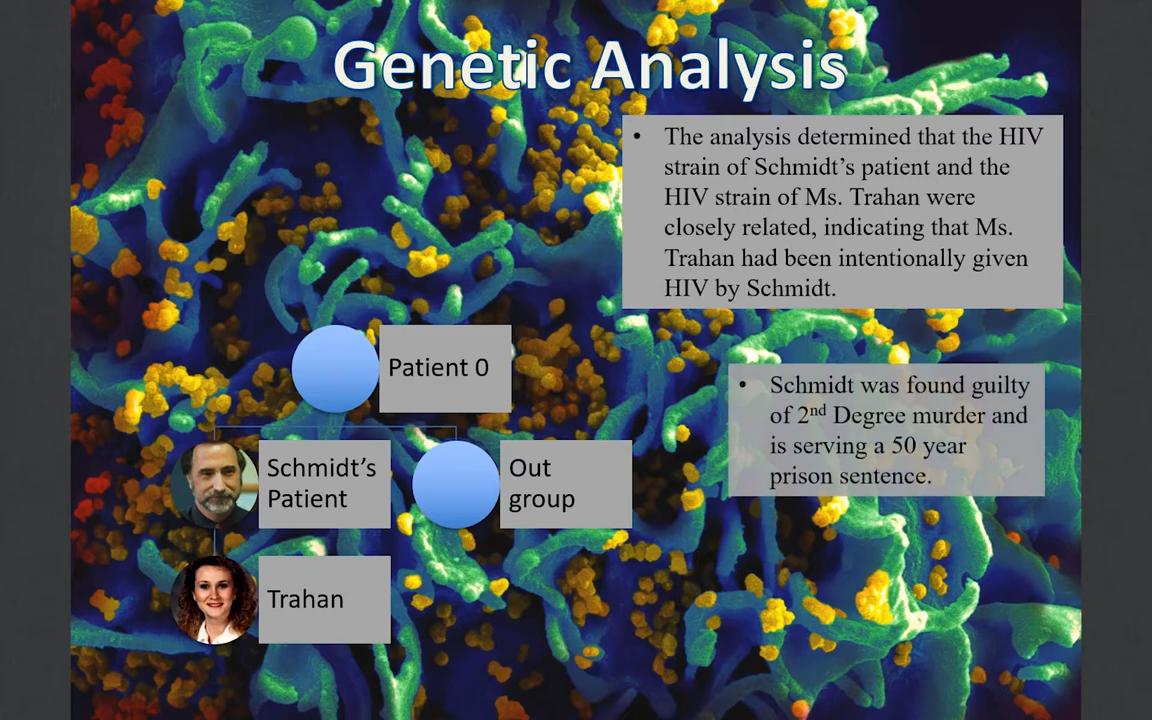 Genetic Analysis
• The analysis determined that the HIV
strain of Schmidt’s patient and the
HIV strain of Ms. Trahan were
closely related, indicating that Ms.
Trahan had been intentionally given
HIV by Schmidt.
Patient 0
• Schmidt was found guilty
of 2nd Degree murder and
is serving a 50 year
prison sentence.
Schmidt’s
Patient
Out
group
Trahan